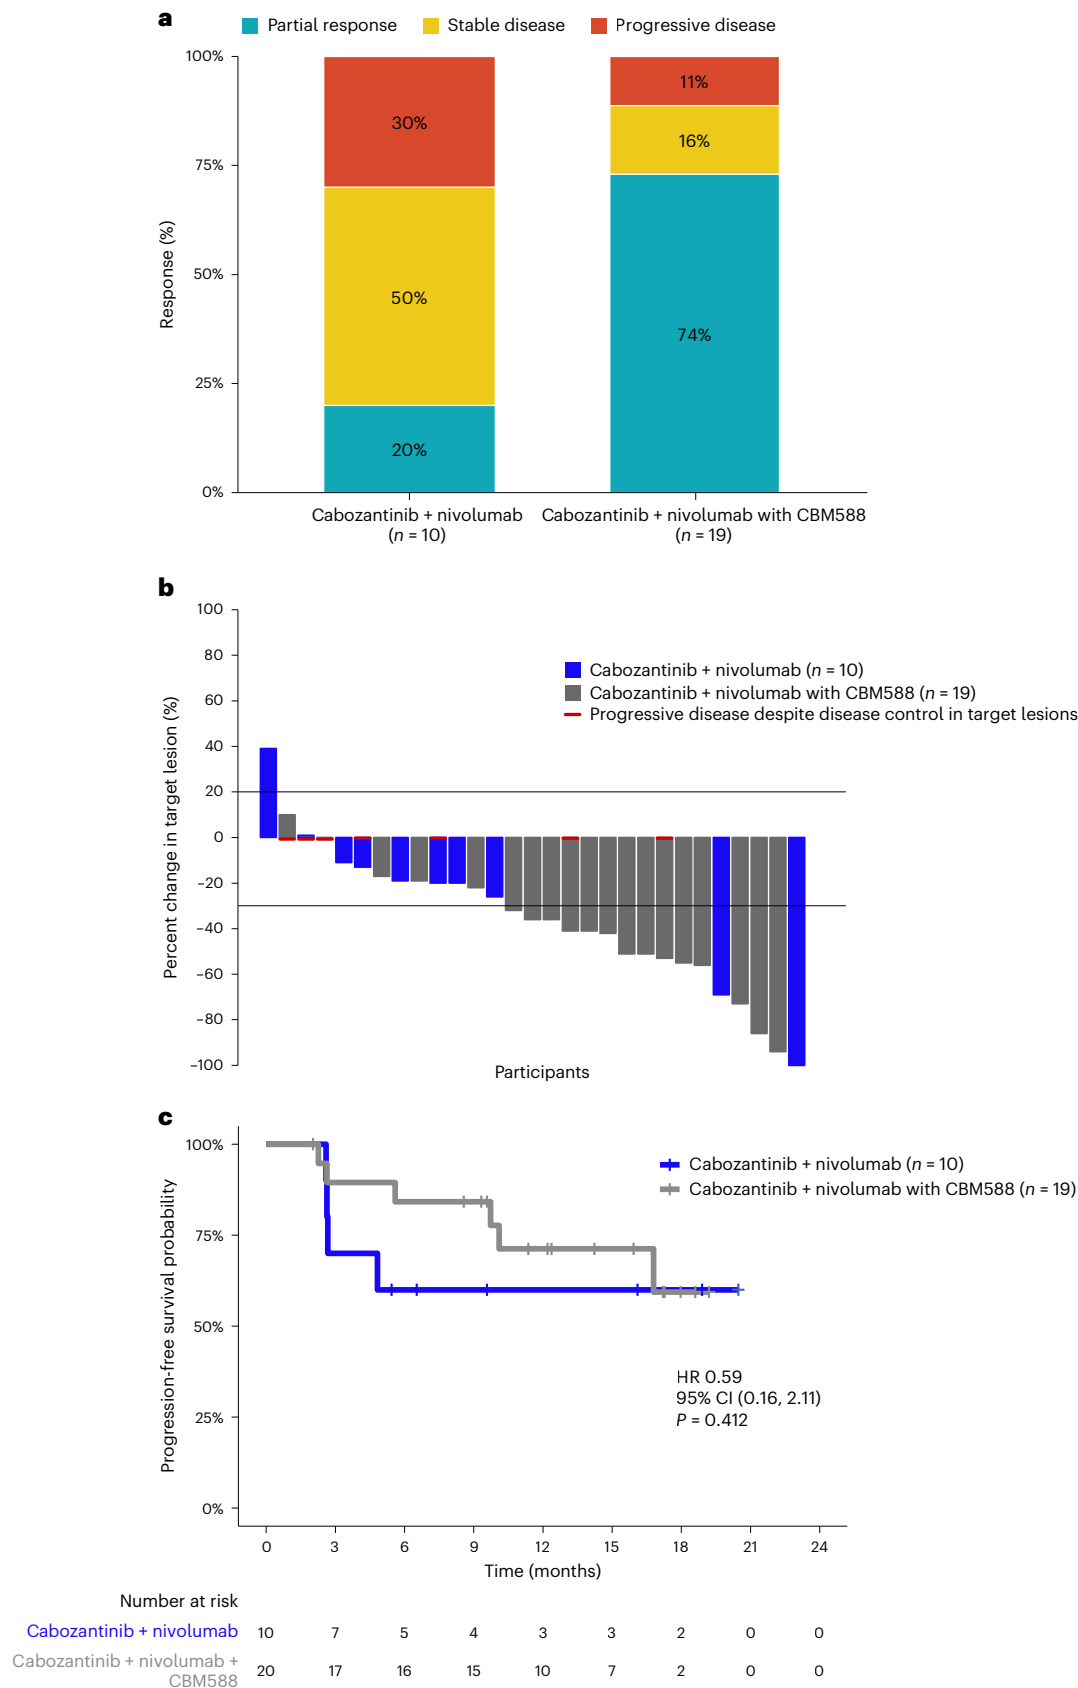 a
Partial response Stable disease Progressive disease
100%
75%
50%
25%
0%
Response (%)
30%
50%
20%
11%
16%
74%
Cabozantinib + nivolumab
(n = 10)
Cabozantinib + nivolumab with CBM588
(n = 19)
b
100
80
60
40
20
0
–20
–40
–60
–80
–100
Percent change in target lesion (%)
Cabozantinib + nivolumab (n = 10)
Cabozantinib + nivolumab with CBM588 (n = 19)
Progressive disease despite disease control in target lesions
Participants
c
100%
75%
50%
25%
0%
Progression-free survival probability
Cabozantinib + nivolumab (n = 10)
Cabozantinib + nivolumab with CBM588 (n = 19)
HR 0.59
95% CI (0.16, 2.11)
P = 0.412
0 3 6 9 12 15 18 21 24
Time (months)
Number at risk
Cabozantinib + nivolumab 10 7 5 4 3 3 2 0 0
Cabozantinib + nivolumab +
CBM588
20 17 16 15 10 7 2 0 0